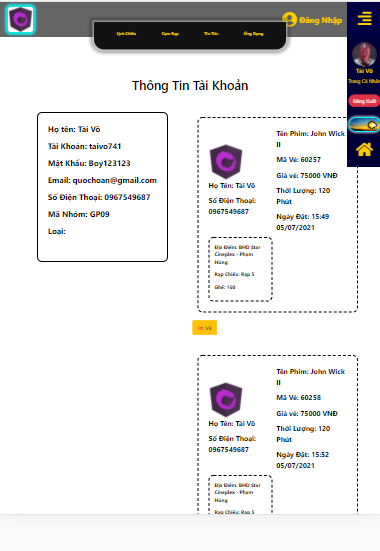 Lịch Chiếu
Cụm Rạp
Tin Tức
Ứng Dụng
Đăng Nhập
Tài Võ
Trang Cá Nhân
Đăng Xuất
Thông Tin Tài Khoản
Họ tên: Tài Võ
Tài Khoản: taivo741
Mật Khẩu: Boy123123
Email: quochoan@gmail.com
Số Điện Thoại: 0967549687
Mã Nhóm: GP09
Loại:
Họ Tên: Tài Võ
Số Điện Thoại:
0967549687
Tên Phim: John Wick
II
Mã Vé: 60257
Giá vé: 75000 VNĐ
Thời Lượng: 120
Phút
Ngày Đặt: 15:49
05/07/2021
Địa Điểm: BHD Star
Cineplex - Phạm
Hùng
Rạp Chiếu: Rạp 5
Ghế: 160
In Vé
Họ Tên: Tài Võ
Số Điện Thoại:
0967549687
Tên Phim: John Wick
II
Mã Vé: 60258
Giá vé: 75000 VNĐ
Thời Lượng: 120
Phút
Ngày Đặt: 15:52
05/07/2021
Địa Điểm: BHD Star
Cineplex - Phạm
Hùng
Rạp Chiếu: Rạp 5